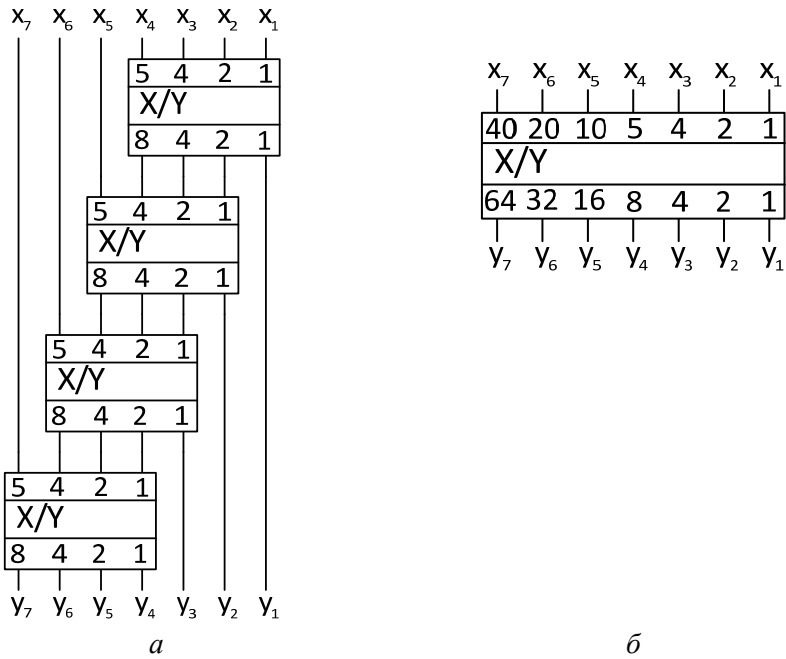 x₇ x₆ x₅ x₄ x₃ x₂ x₁
5 4 2 1
X/Y
8 4 2 1
5 4 2 1
X/Y
8 4 2 1
5 4 2 1
X/Y
8 4 2 1
5 4 2 1
X/Y
8 4 2 1
y₇ y₆ y₅ y₄ y₃ y₂ y₁
а
x₇ x₆ x₅ x₄ x₃ x₂ x₁
40 20 10 5 4 2 1
X/Y
64 32 16 8 4 2 1
y₇ y₆ y₅ y₄ y₃ y₂ y₁
б